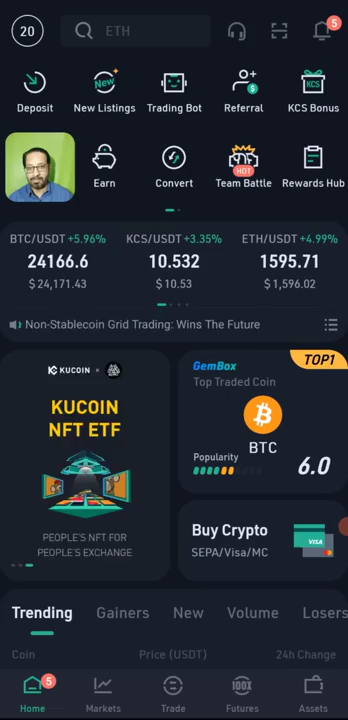 20
ETH
5
Deposit
New
New Listings
Trading Bot
Referral
KCS
KCS Bonus
Earn
Convert
HOT
Team Battle
Rewards Hub
BTC/USDT +5.96%
KCS/USDT +3.35%
ETH/USDT +4.99%
24166.6
10.532
1595.71
$ 24,171.43
$ 10.53
$ 1,596.02
Non-Stablecoin Grid Trading: Wins The Future
KUCOIN ×
KUCOIN
NFT ETF
PEOPLE'S NFT FOR
PEOPLE'S EXCHANGE
GemBox
TOP1
Top Traded Coin
BTC
Popularity
6.0
Buy Crypto
SEPA/Visa/MC
VISA
Trending
Gainers
New
Volume
Losers
Coin
Price (USDT)
24h Change
5
100X
Home
Markets
Trade
Futures
Assets